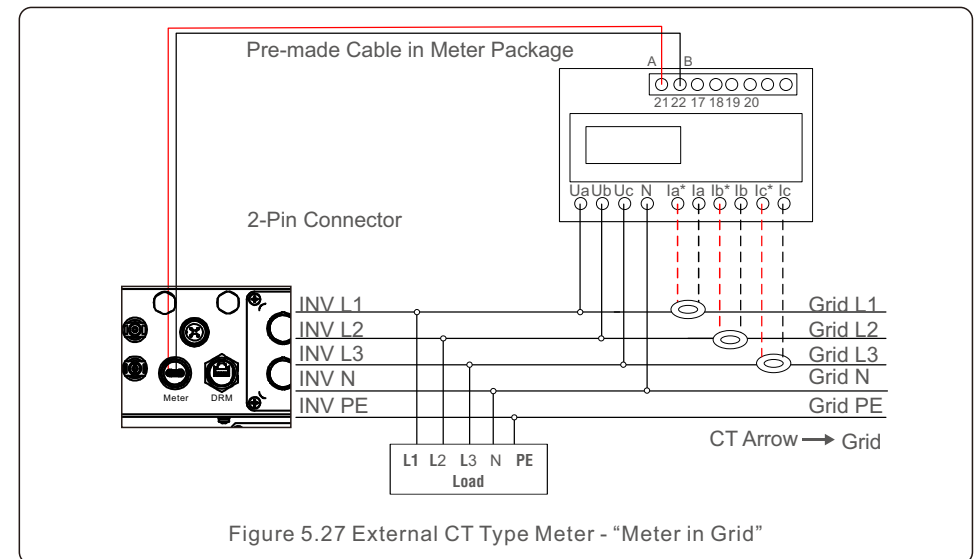 Pre-made Cable in Meter Package
A B
21 22 17 18 19 20
Ua Ub Uc N Ia* Ia Ib* Ib Ic* Ic
2-Pin Connector
Meter DRM
INV L1 Grid L1
INV L2 Grid L2
INV L3 Grid L3
INV N Grid N
INV PE Grid PE
CT Arrow → Grid
L1 L2 L3 N PE
Load
Figure 5.27 External CT Type Meter - “Meter in Grid”